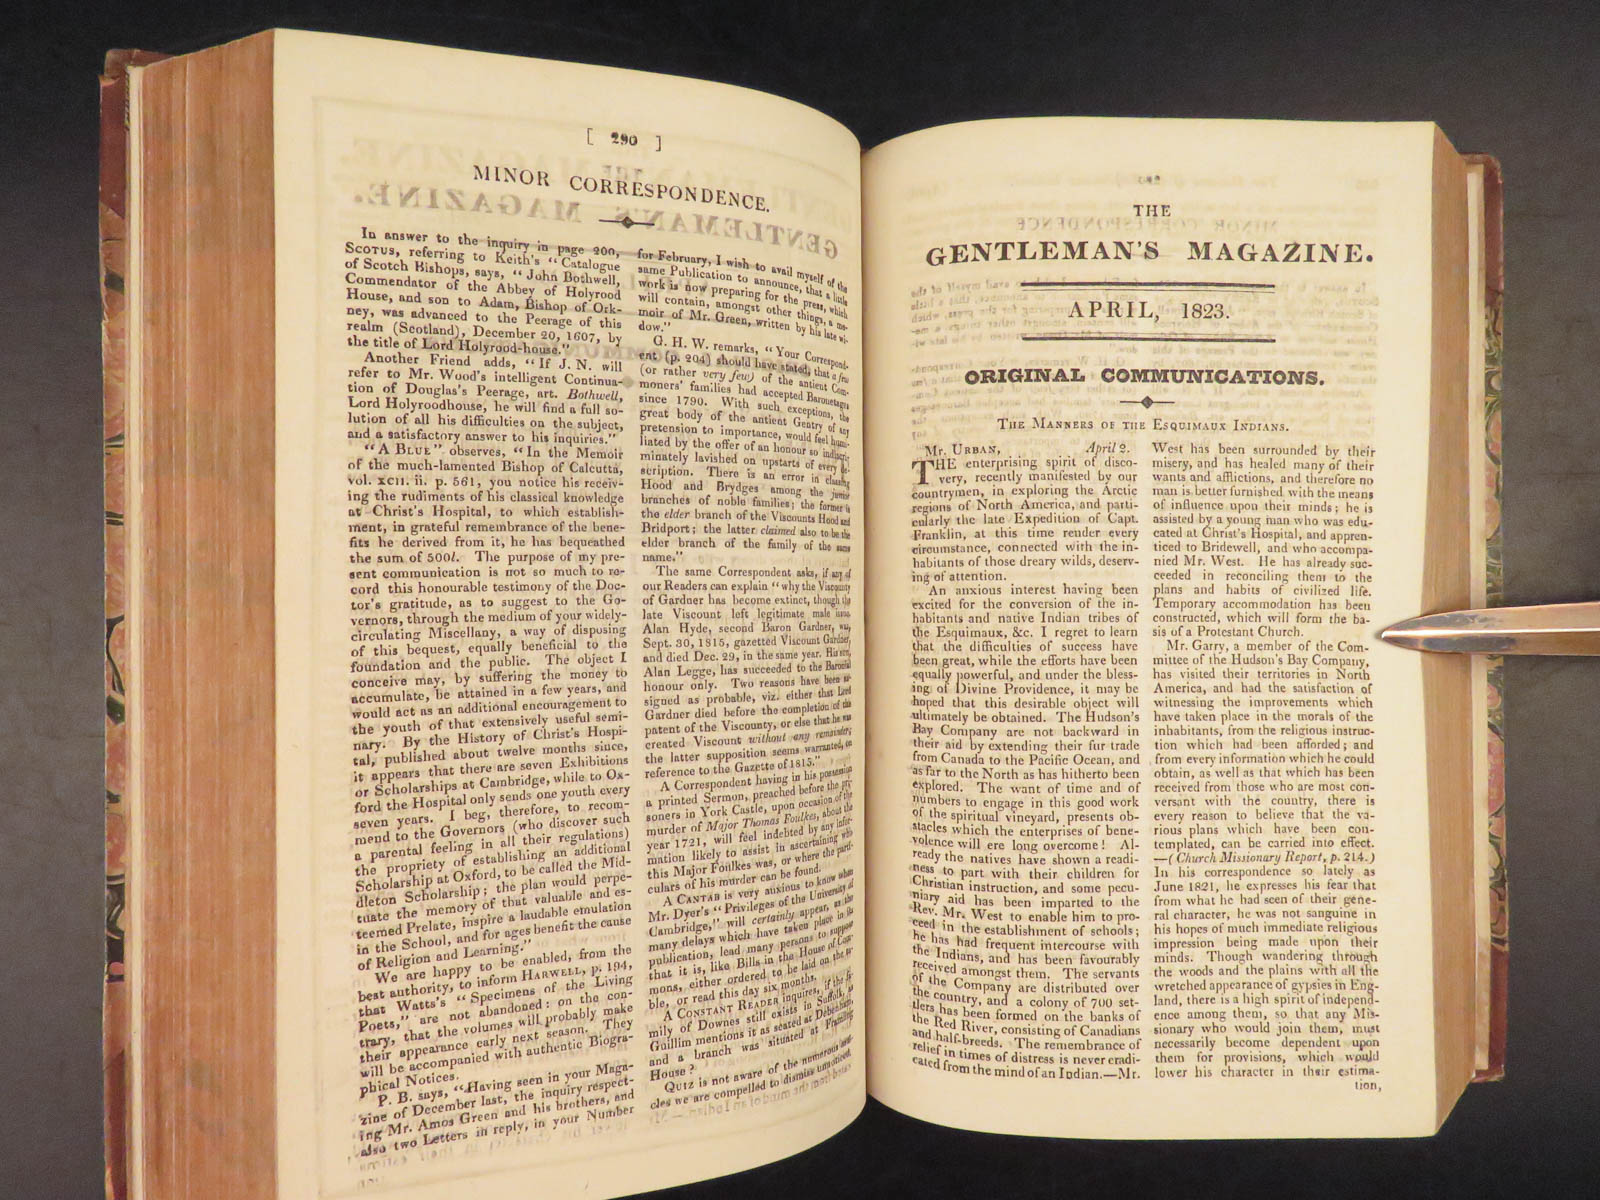 [ 290 ]
MINOR CORRESPONDENCE.
In answer to the inquiry in page 200,
SCOTUS, referring to Keith's "Catalogue
of Scotch Bishops, says, "John Bothwell,
Commendator of the Abbey of Holyrood
House, and son to Adam, Bishop of Ork-
ney, was advanced to the Peerage of this
realm (Scotland), December 20, 1607, by
the title of Lord Holyrood-house."
Another Friend adds, "If J. N. will
refer to Mr. Wood's intelligent Continua-
tion of Douglas's Peerage, art. Bothwell,
Lord Holyroodhouse, he will find a full so-
lution of all his difficulties on the subject,
and a satisfactory answer to his inquiries."
"A BLUE" observes, "In the Memoir
of the much-lamented Bishop of Calcutta,
vol. XCII. ii. p. 561, you notice his receiv-
ing the rudiments of his classical knowledge
at Christ's Hospital, to which establish-
ment, in grateful remembrance of the bene-
fits he derived from it, he has bequeathed
the sum of 500l. The purpose of my pre-
sent communication is not so much to re-
cord this honourable testimony of the Doc-
tor's gratitude, as to suggest to the Go-
vernors, through the medium of your widely-
circulating Miscellany, a way of disposing
of this bequest, equally beneficial to the
foundation and the public. The object I
conceive may, by suffering the money to
accumulate, be attained in a few years, and
would act as an additional encouragement to
the youth of that extensively useful semi-
nary. By the History of Christ's Hospi-
tal, published about twelve months since,
it appears that there are seven Exhibitions
or Scholarships at Cambridge, while to Ox-
ford the Hospital only sends one youth every
seven years. I beg, therefore, to recom-
mend to the Governors (who discover such
a parental feeling in all their regulations)
the propriety of establishing an additional
Scholarship at Oxford, to be called the Mid-
dleton Scholarship; the plan would perpe-
tuate the memory of that valuable and es-
teemed Prelate, inspire a laudable emulation
in the School, and for ages benefit the cause
of Religion and Learning."
We are happy to be enabled, from the
best authority, to inform HARWELL, p. 194,
that Watts's "Specimens of the Living
Poets," are not abandoned: on the con-
trary, that the volumes will probably make
their appearance early next season. They
will be accompanied with authentic Biogra-
phical Notices.
P. B. says, "Having seen in your Maga-
zine of December last, the inquiry respect-
ing Mr. Amos Green and his brothers, and
also two Letters in reply, in your Number
for February, I wish to avail myself of the
same Publication to announce, that a little
work is now preparing for the press, which
will contain, amongst other things, a me-
moir of Mr. Green, written by his late wi-
dow."
G. H. W. remarks, "Your Correspond-
ent (p. 204) should have stated, that a few
(or rather very few) of the antient Com-
moners' families had accepted Baronetages
since 1790. With such exceptions, the
great body of the antient Gentry of any
pretension to importance, would feel humi-
liated by the offer of an honour so indiscri-
minately lavished on upstarts of every de-
scription. There is an error in classing
Hood and Brydges among the junior
branches of noble families; the former is
the elder branch of the Viscounts Hood and
Bridport; the latter claimed also to be the
elder branch of the family of the same
name."
The same Correspondent asks, if any of
our Readers can explain "why the Viscounty
of Gardner has become extinct, though the
late Viscount left legitimate male issue.
Alan Hyde, second Baron Gardner, was,
Sept. 30, 1815, gazetted Viscount Gardner,
and died Dec. 29, in the same year. His son,
Alan Legge, has succeeded to the Baronial
honour only. Two reasons have been as-
signed as probable, viz. either that Lord
Gardner died before the completion of the
patent of the Viscounty, or else that he was
created Viscount without any remainder;
the latter supposition seems warranted, on
reference to the Gazette of 1815."
A Correspondent having in his possession
a printed Sermon, preached before the pri-
soners in York Castle, upon occasion of the
murder of Major Thomas Foulkes, about the
year 1721, will feel indebted by any infor-
mation likely to assist in ascertaining who
this Major Foulkes was, or where the parti-
culars of his murder can be found.
A CANTAB is very anxious to know when
Mr. Dyer's "Privileges of the University of
Cambridge," will certainly appear, as the
many delays which have taken place in its
publication, lead many persons to suppose
that it is, like Bills in the House of Com-
mons, either ordered to be laid on the ta-
ble, or read this day six months.
A CONSTANT READER inquires, if the fa-
mily of Downes still exists in Suffolk, as
Guillim mentions it as seated at Debenham,
and a branch was situated at Framling
House?
QUIZ is not aware of the numerous
cles we are compelled to dismiss unnoticed.
THE
GENTLEMAN'S MAGAZINE.
APRIL, 1823.
ORIGINAL COMMUNICATIONS.
THE MANNERS OF THE ESQUIMAUX INDIANS.
Mr. URBAN, April 2.
THE enterprising spirit of disco-
very, recently manifested by our
countrymen, in exploring the Arctic
regions of North America, and parti-
cularly the late Expedition of Capt.
Franklin, at this time render every
circumstance, connected with the in-
habitants of those dreary wilds, deserv-
ing of attention.
An anxious interest having been
excited for the conversion of the in-
habitants and native Indian tribes of
the Esquimaux, &c. I regret to learn
that the difficulties of success have
been great, while the efforts have been
equally powerful, and under the bless-
ing of Divine Providence, it may be
hoped that this desirable object will
ultimately be obtained. The Hudson's
Bay Company are not backward in
their aid by extending their fur trade
from Canada to the Pacific Ocean, and
as far to the North as has hitherto been
explored. The want of time and of
numbers to engage in this good work
of the spiritual vineyard, presents ob-
stacles which the enterprises of bene-
volence will ere long overcome! Al-
ready the natives have shown a readi-
ness to part with their children for
Christian instruction, and some pecu-
niary aid has been imparted to the
Rev. Mr. West to enable him to pro-
ceed in the establishment of schools;
he has had frequent intercourse with
the Indians, and has been favourably
received amongst them. The servants
of the Company are distributed over
the country, and a colony of 700 set-
tlers has been formed on the banks of
the Red River, consisting of Canadians
and half-breeds. The remembrance of
relief in times of distress is never eradi-
cated from the mind of an Indian.—Mr.
West has been surrounded by their
misery, and has healed many of their
wants and afflictions, and therefore no
man is better furnished with the means
of influence upon their minds; he is
assisted by a young man who was edu-
cated at Christ's Hospital, and appren-
ticed to Bridewell, and who accompa-
nied Mr. West. He has already suc-
ceeded in reconciling them to the
plans and habits of civilized life.
Temporary accommodation has been
constructed, which will form the ba-
sis of a Protestant Church.
Mr. Garry, a member of the Com-
mittee of the Hudson's Bay Company,
has visited their territories in North
America, and had the satisfaction of
witnessing the improvements which
have taken place in the morals of the
inhabitants, from the religious instruc-
tion which had been afforded; and
from every information which he could
obtain, as well as that which has been
received from those who are most con-
versant with the country, there is
every reason to believe that the va-
rious plans which have been con-
templated, can be carried into effect.
—(Church Missionary Report, p. 214.)
In his correspondence so lately as
June 1821, he expresses his fear that
from what he had seen of their gene-
ral character, he was not sanguine in
his hopes of much immediate religious
impression being made upon their
minds. Though wandering through
the woods and the plains with all the
wretched appearance of gypsies in Eng-
land, there is a high spirit of independ-
ence among them, so that any Mis-
sionary who would join them, must
necessarily become dependent upon
them for provisions, which would
lower his character in their estima-
tion,